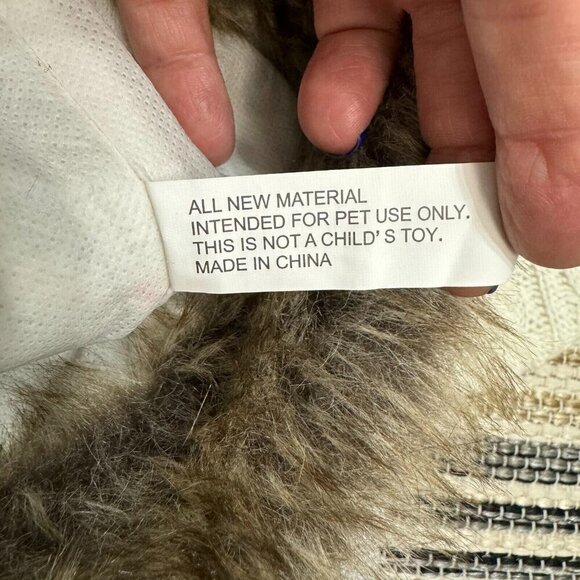 ALL NEW MATERIAL
INTENDED FOR PET USE ONLY.
THIS IS NOT A CHILD'S TOY.
MADE IN CHINA